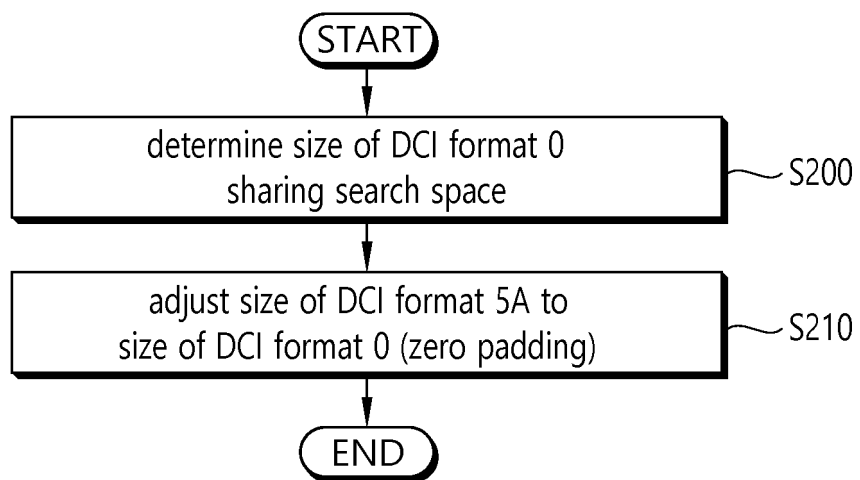 START
determine size of DCI format 0
sharing search space
S200
adjust size of DCI format 5A to
size of DCI format 0 (zero padding)
S210
END